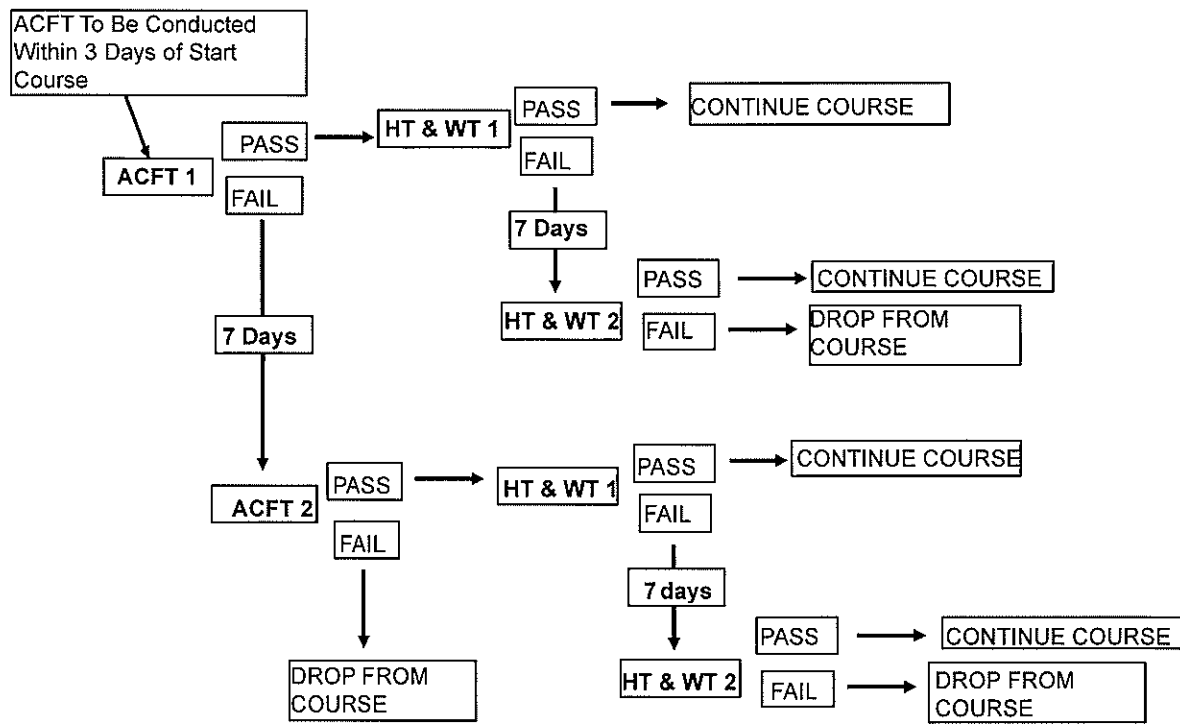 ACFT To Be Conducted
Within 3 Days of Start
Course
PASS
CONTINUE COURSE
HT & WT 1
PASS
FAIL
ACFT 1
FAIL
7 Days
PASS
CONTINUE COURSE
HT & WT 2
FAIL
DROP FROM
COURSE
7 Days
PASS
CONTINUE COURSE
PASS
HT & WT 1
ACFT 2
FAIL
FAIL
7 days
PASS
CONTINUE COURSE
DROP FROM
COURSE
HT & WT 2
FAIL
DROP FROM
COURSE